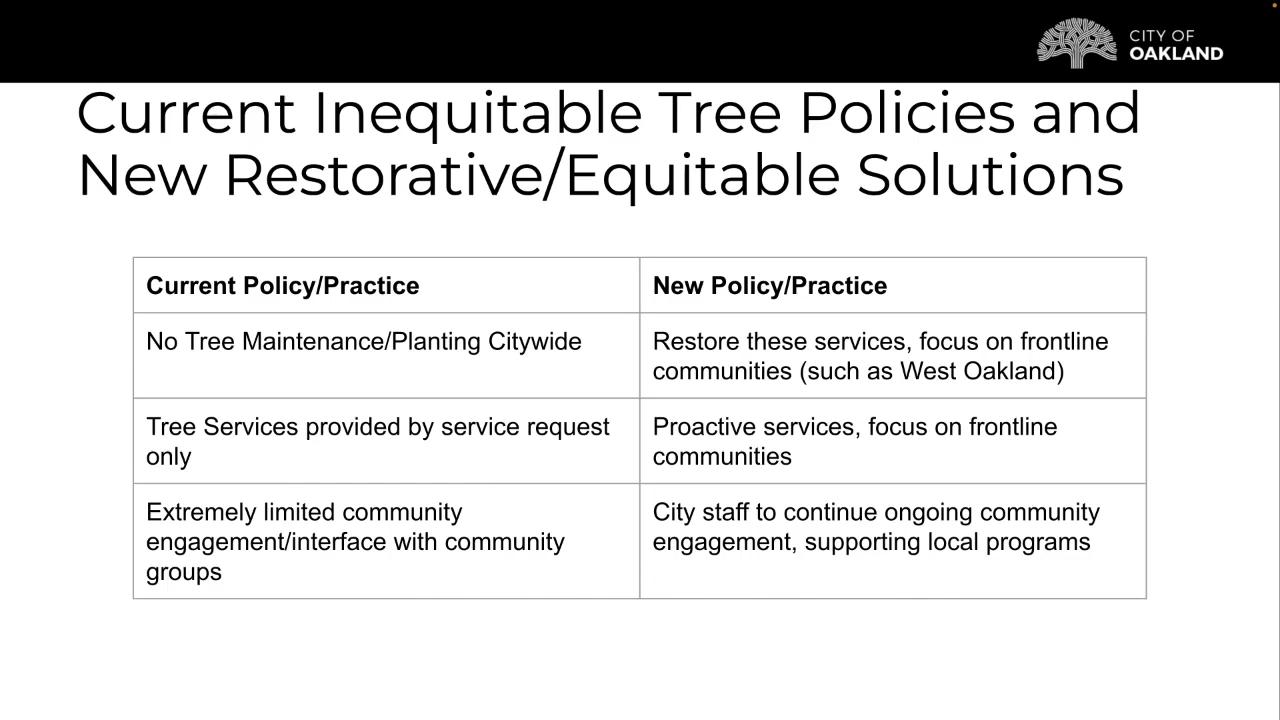 CITY OF
OAKLAND
Current Inequitable Tree Policies and
New Restorative/Equitable Solutions
Current Policy/Practice
New Policy/Practice
No Tree Maintenance/Planting Citywide
Restore these services, focus on frontline
communities (such as West Oakland)
Tree Services provided by service request
only
Proactive services, focus on frontline
communities
Extremely limited community
engagement/interface with community
groups
City staff to continue ongoing community
engagement, supporting local programs